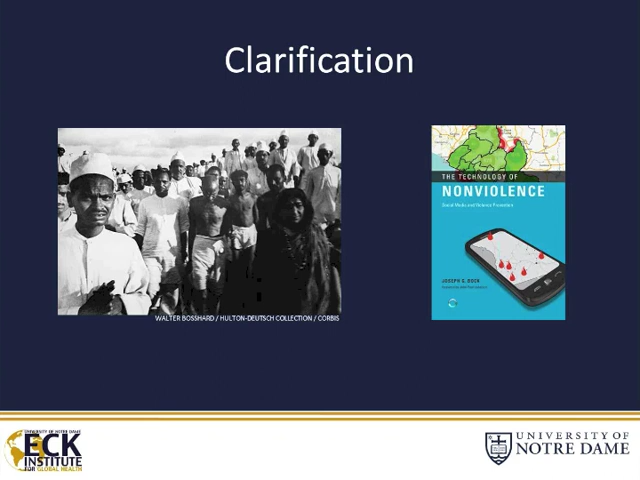 Clarification
THE TECHNOLOGY OF
NONVIOLENCE
Social Media and Violence Prevention
JOSEPH G. BOCK
WALTER BOSSHARD / HULTON-DEUTSCH COLLECTION / CORBIS
UNIVERSITY OF NOTRE DAME
ECK
INSTITUTE
FOR GLOBAL HEALTH
UNIVERSITY OF
NOTRE DAME